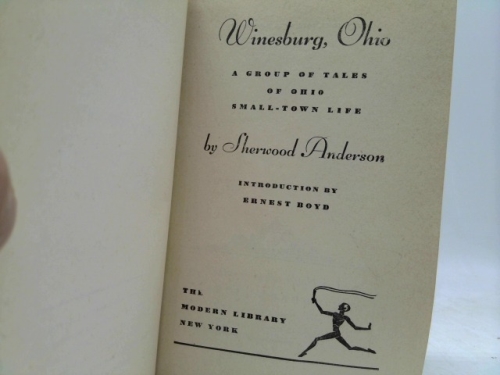 Winesburg, Ohio
A GROUP OF TALES
OF OHIO
SMALL-TOWN LIFE
by Sherwood Anderson
INTRODUCTION BY
ERNEST BOYD
THE
MODERN LIBRARY
NEW YORK